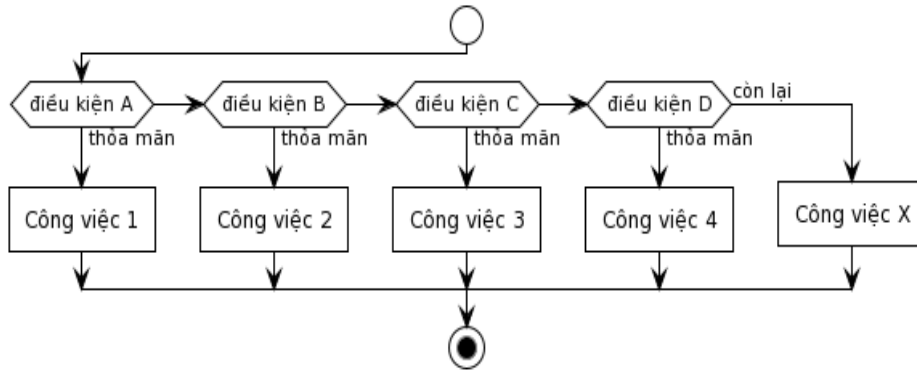 điều kiện A
điều kiện B
điều kiện C
điều kiện D
còn lại
thỏa mãn
thỏa mãn
thỏa mãn
thỏa mãn
Công việc 1
Công việc 2
Công việc 3
Công việc 4
Công việc X